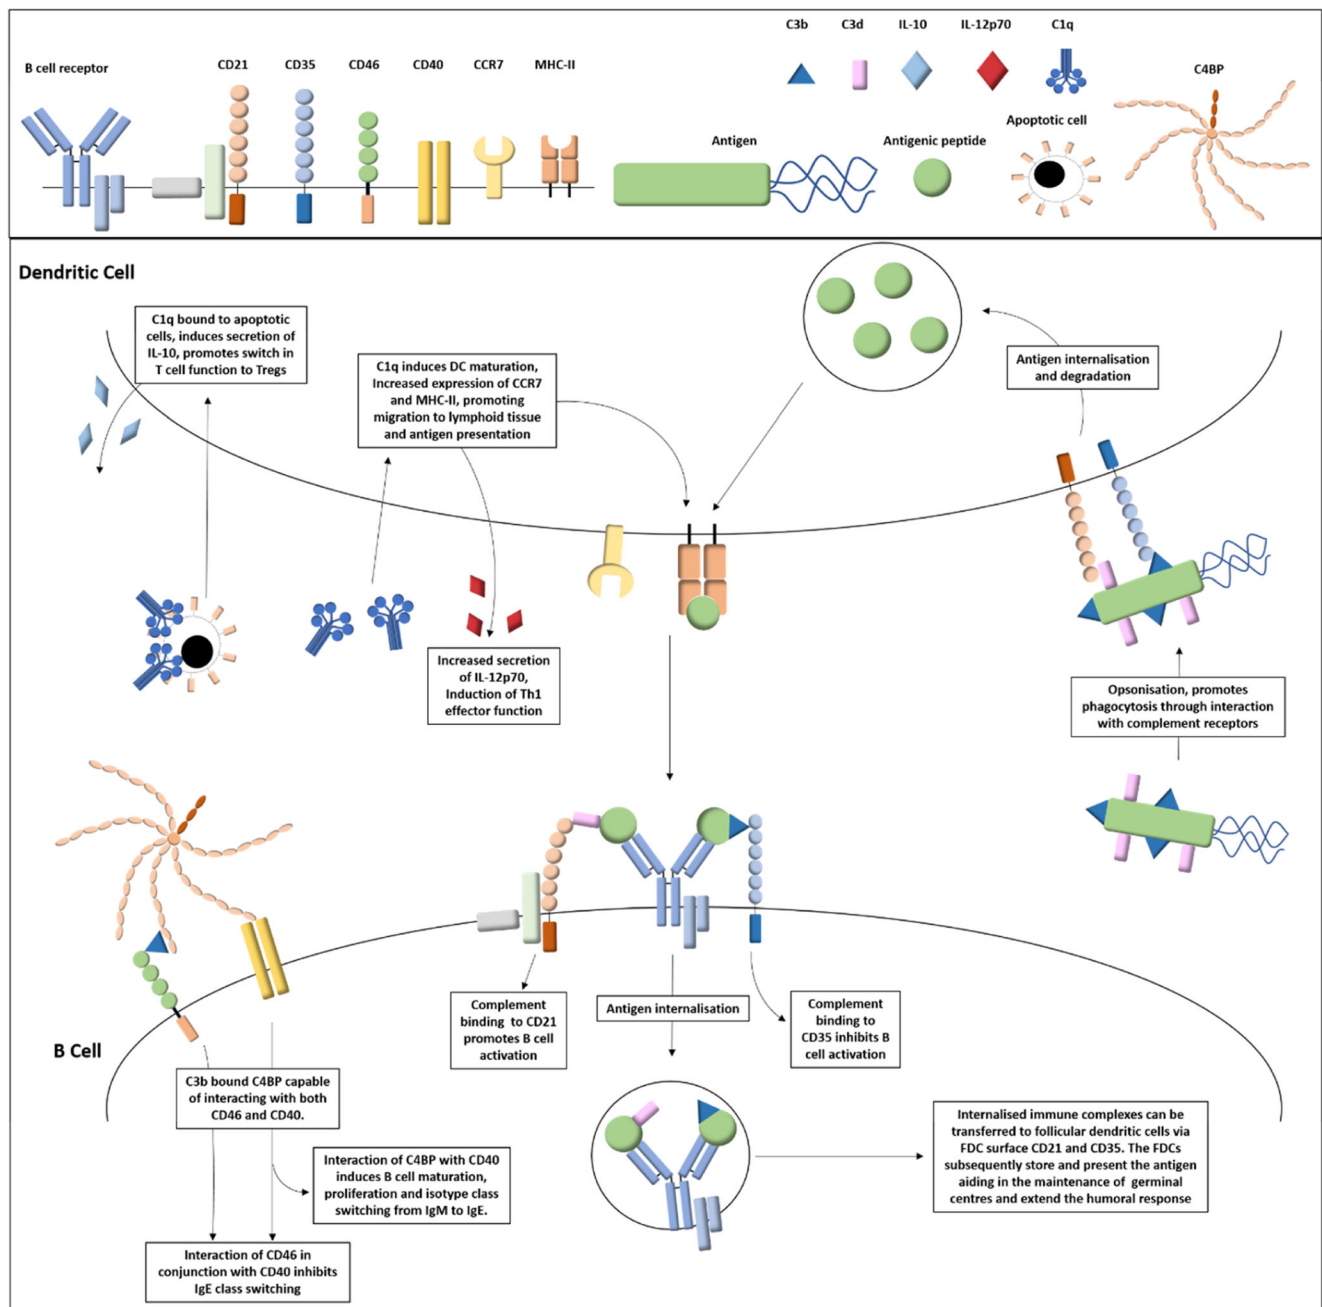 C3b C3d IL-10 IL-12p70 C1q
B cell receptor CD21 CD35 CD46 CD40 CCR7 MHC-II C4BP
Apoptotic cell
Antigen Antigenic peptide
Dendritic Cell
C1q bound to apoptotic
cells, induces secretion of
IL-10, promotes switch in
T cell function to Tregs
C1q induces DC maturation,
Increased expression of CCR7
and MHC-II, promoting
migration to lymphoid tissue
and antigen presentation
Antigen internalisation
and degradation
Increased secretion
of IL-12p70,
Induction of Th1
effector function
Opsonisation, promotes
phagocytosis through interaction
with complement receptors
B Cell
Complement
binding to CD21
promotes B cell
activation
Antigen internalisation
Complement
binding to
CD35 inhibits B
cell activation
C3b bound C4BP capable
of interacting with both
CD46 and CD40.
Interaction of C4BP with CD40
induces B cell maturation,
proliferation and isotype class
switching from IgM to IgE.
Interaction of CD46 in
conjunction with CD40 inhibits
IgE class switching
Internalised immune complexes can be
transferred to follicular dendritic cells via
FDC surface CD21 and CD35. The FDCs
subsequently store and present the antigen
aiding in the maintenance of germinal
centres and extend the humoral response